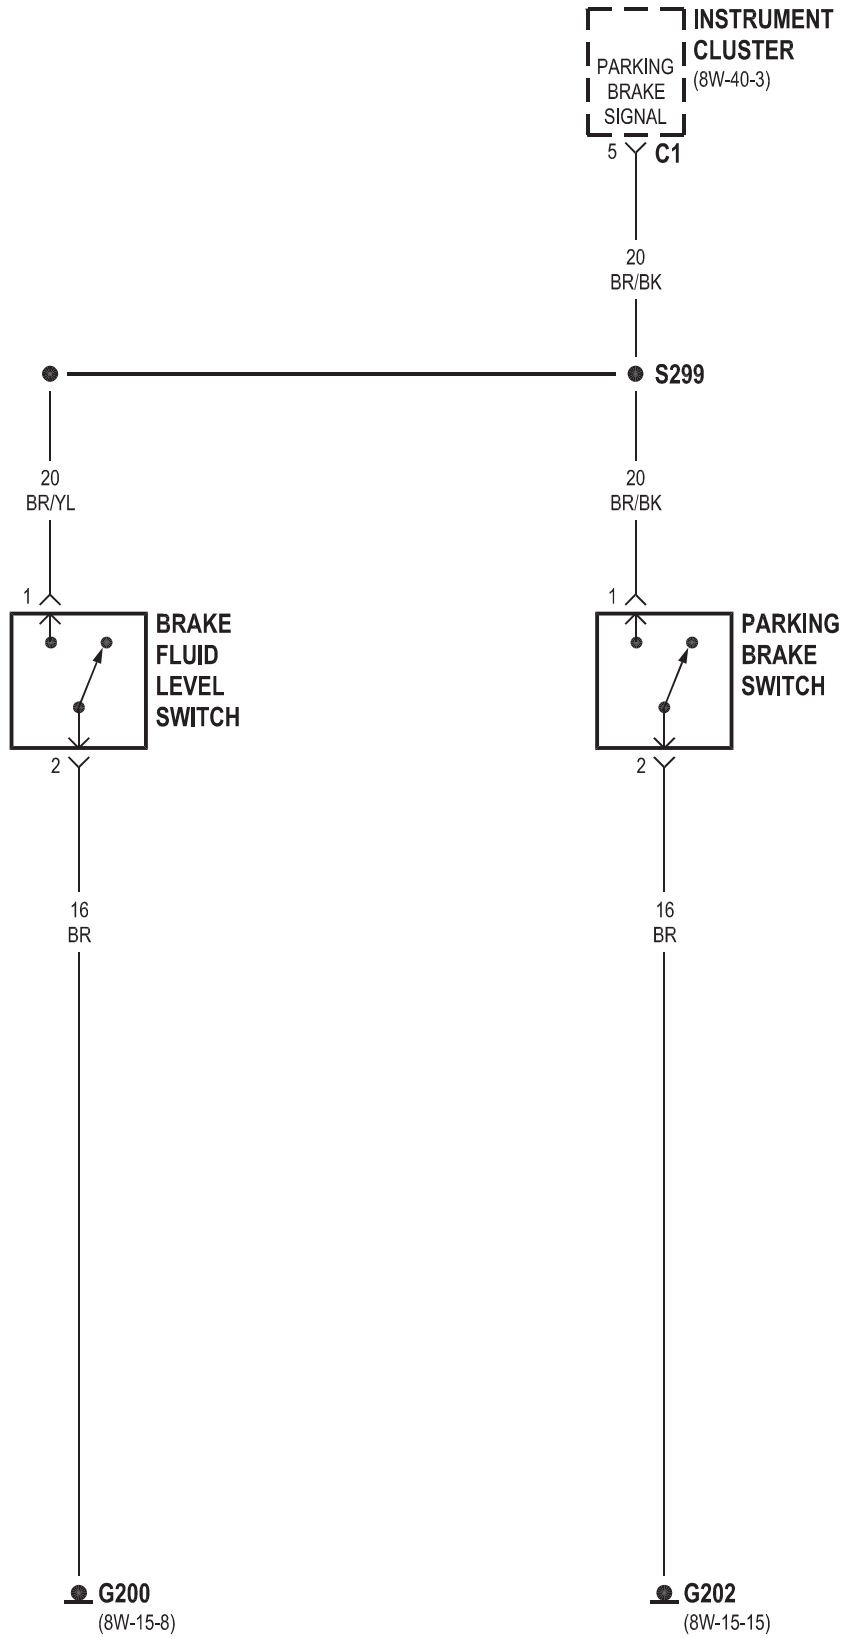 INSTRUMENT
CLUSTER
(8W-40-3)
PARKING
BRAKE
SIGNAL
5
C1
20
BR/BK
S299
20
BR/YL
20
BR/BK
1
BRAKE
FLUID
LEVEL
SWITCH
2
1
PARKING
BRAKE
SWITCH
2
16
BR
16
BR
G200
(8W-15-8)
G202
(8W-15-15)